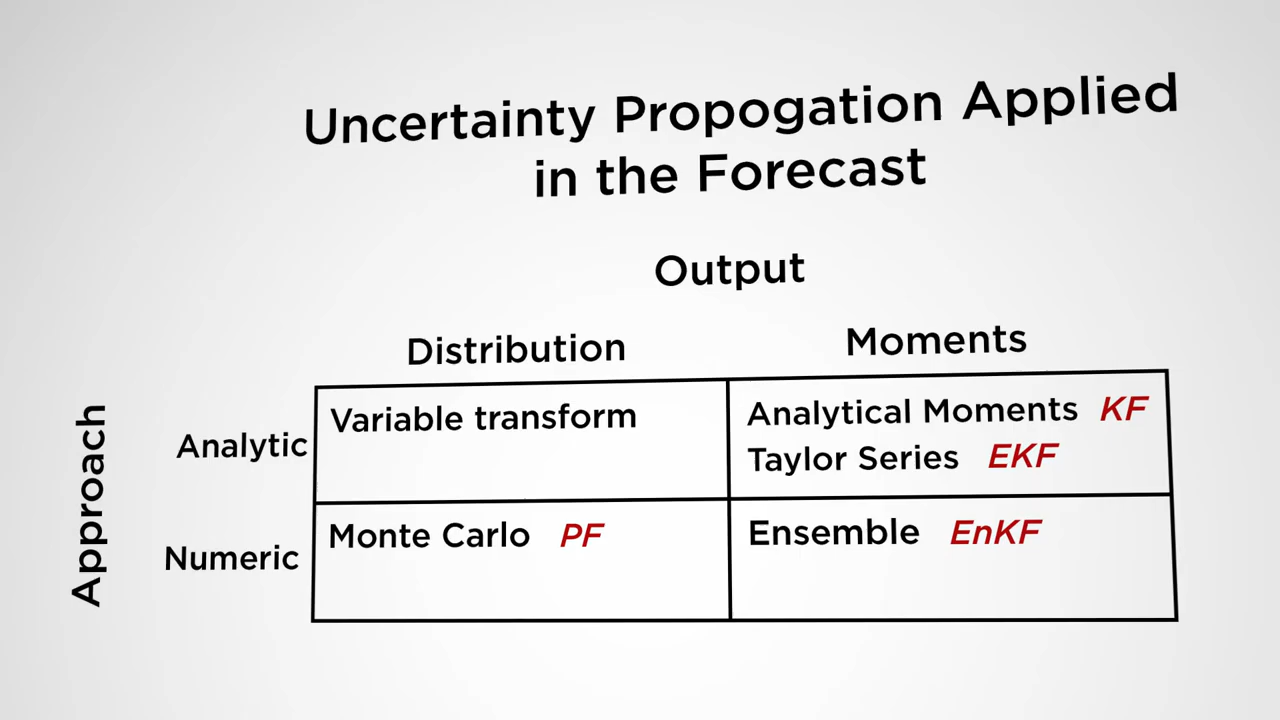 Uncertainty Propogation Applied
in the Forecast
Output
Distribution Moments
Approach
Analytic Variable transform Analytical Moments KF
Taylor Series EKF
Numeric Monte Carlo PF Ensemble EnKF